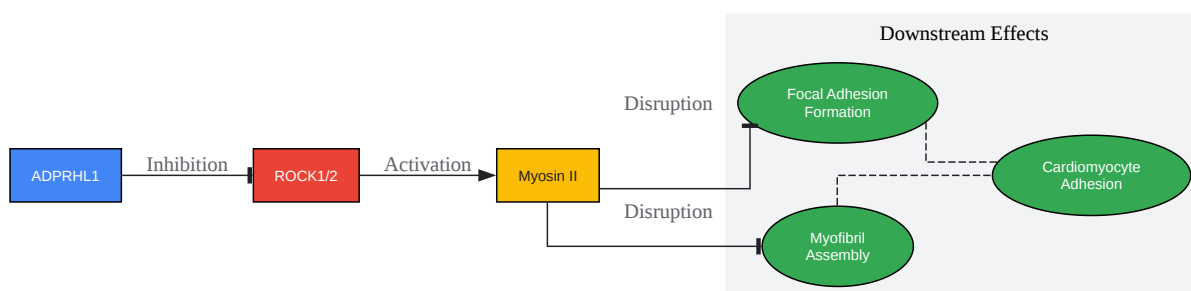 Downstream Effects
Disruption
Focal Adhesion
Formation
ADPRHL1
Inhibition
ROCK1/2
Activation
Myosin II
Cardiomyocyte
Adhesion
Disruption
Myofibril
Assembly